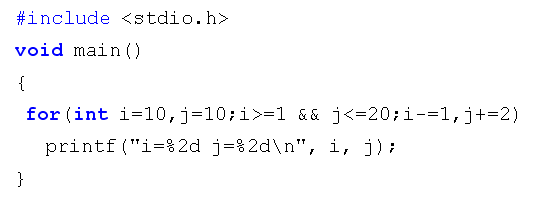 #include <stdio.h>
void main()
{
for(int i=10,j=10;i>=1 && j<=20;i-=1,j+=2)
printf("i=%2d j=%2d\n", i, j);
}